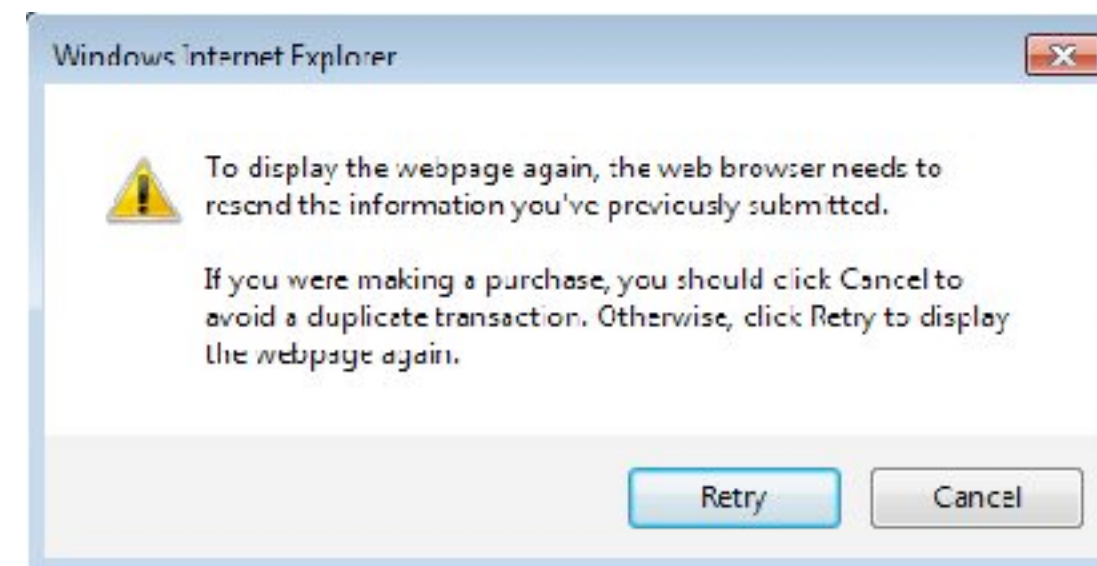 Windows Internet Explorer
To display the webpage again, the web browser needs to
resend the information you've previously submitted.
If you were making a purchase, you should click Cancel to
avoid a duplicate transaction. Otherwise, click Retry to display
the webpage again.
Retry
Cancel